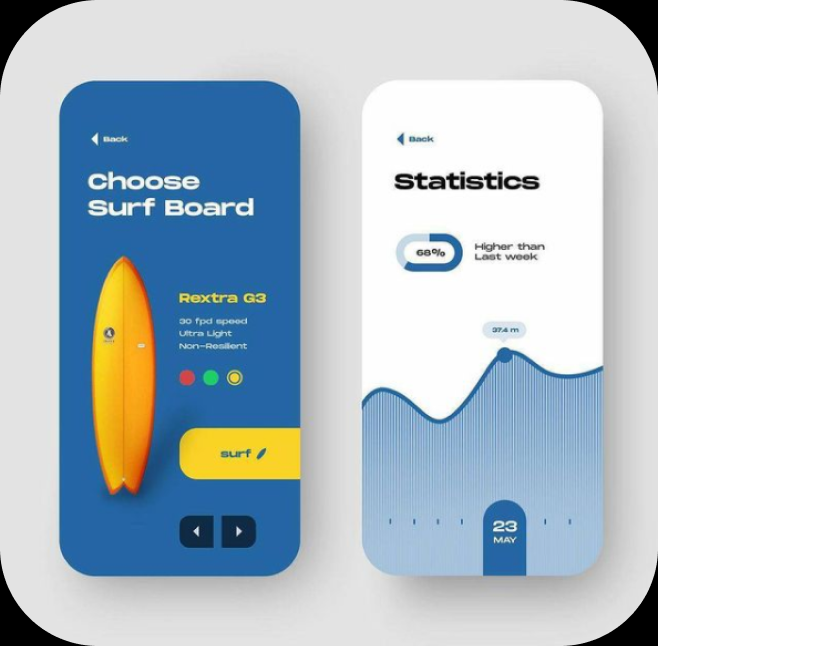 Back
Choose
Surf Board
Rextra G3
30 fpd speed
Ultra Light
Non-Resilient
surf
Back
Statistics
68%
Higher than
Last week
37.4 m
23
MAY